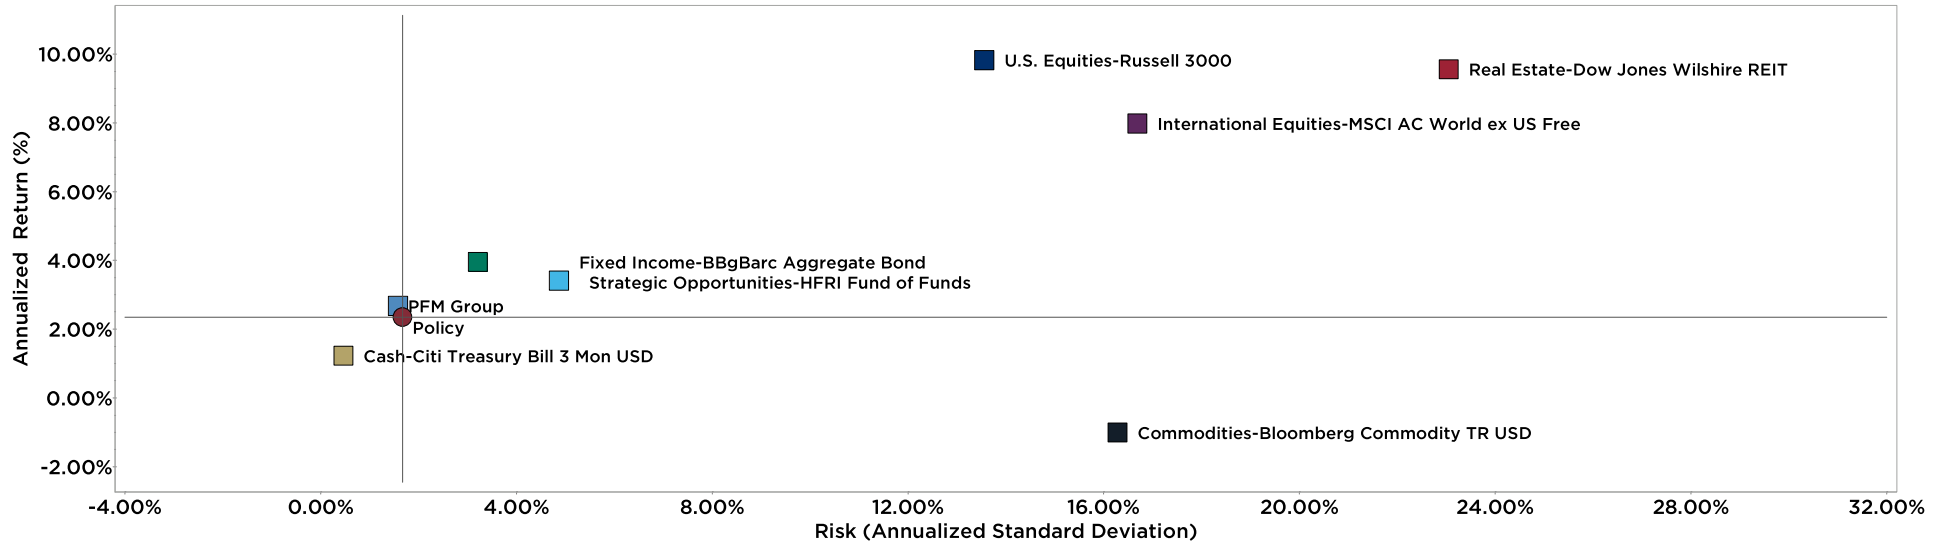 10.00%
U.S. Equities-Russell 3000
Real Estate-Dow Jones Wilshire REIT
8.00%
International Equities-MSCI AC World ex US Free
6.00%
Annualized Return (%)
4.00%
Fixed Income-BBgBarc Aggregate Bond
Strategic Opportunities-HFRI Fund of Funds
PFM Group
2.00%
Policy
Cash-Citi Treasury Bill 3 Mon USD
0.00%
Commodities-Bloomberg Commodity TR USD
-2.00%
-4.00% 0.00% 4.00% 8.00% 12.00% 16.00% 20.00% 24.00% 28.00% 32.00%
Risk (Annualized Standard Deviation)